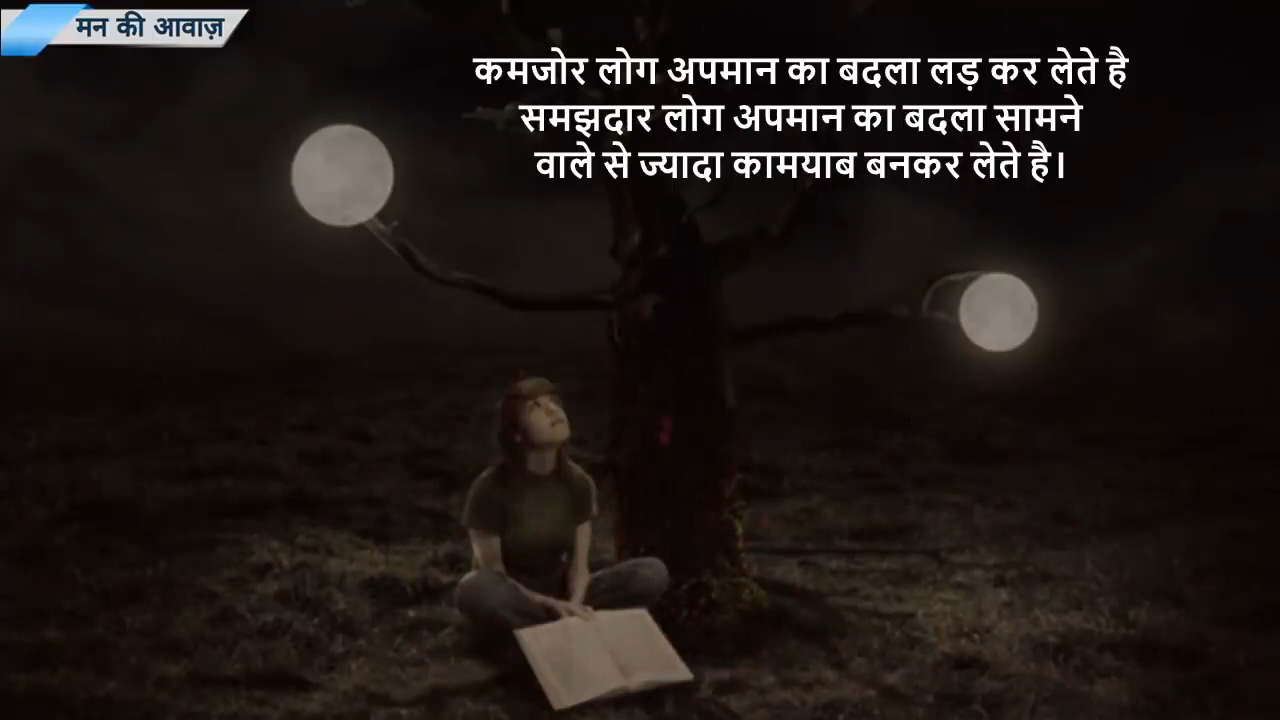 मन की आवाज़
कमजोर लोग अपमान का बदला लड़ कर लेते है
समझदार लोग अपमान का बदला सामने
वाले से ज्यादा कामयाब बनकर लेते है।